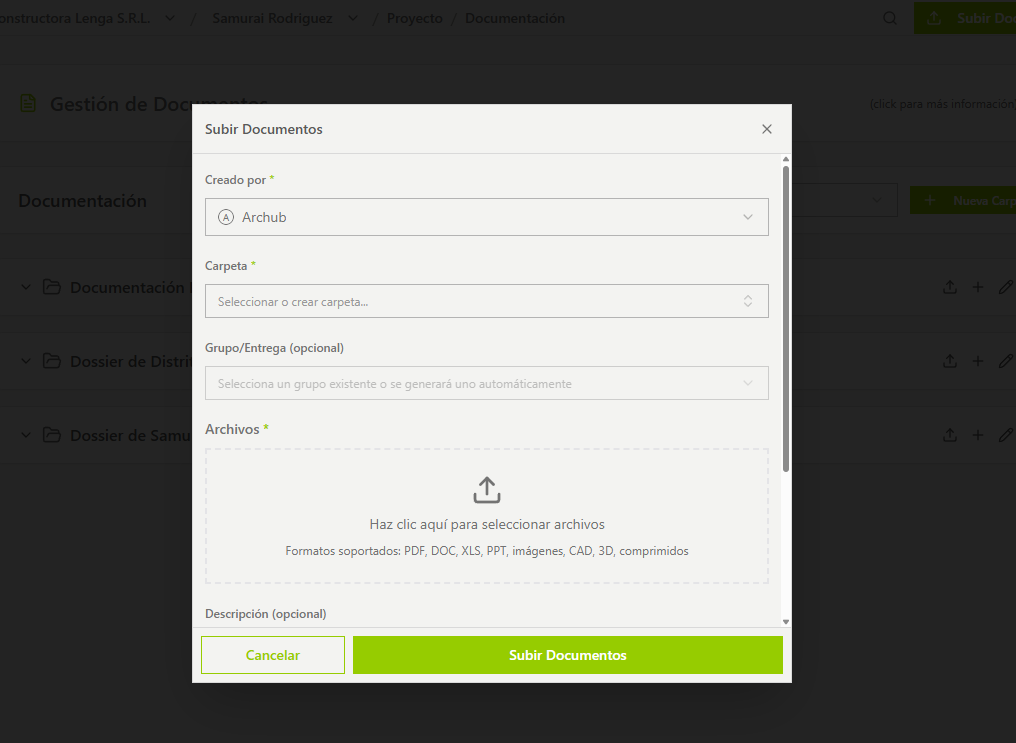 onstructora Lenga S.R.L. / Samurai Rodriguez / Proyecto / Documentación
Subir Do
Gestión de Documentos
(click para más información)
Subir Documentos
Documentación
Nueva Carp
Creado por *
A Archub
Carpeta *
Seleccionar o crear carpeta...
Documentación
Grupo/Entrega (opcional)
Selecciona un grupo existente o se generará uno automáticamente
Dossier de Distrit
Archivos *
Dossier de Samu
Haz clic aquí para seleccionar archivos
Formatos soportados: PDF, DOC, XLS, PPT, imágenes, CAD, 3D, comprimidos
Descripción (opcional)
Cancelar
Subir Documentos